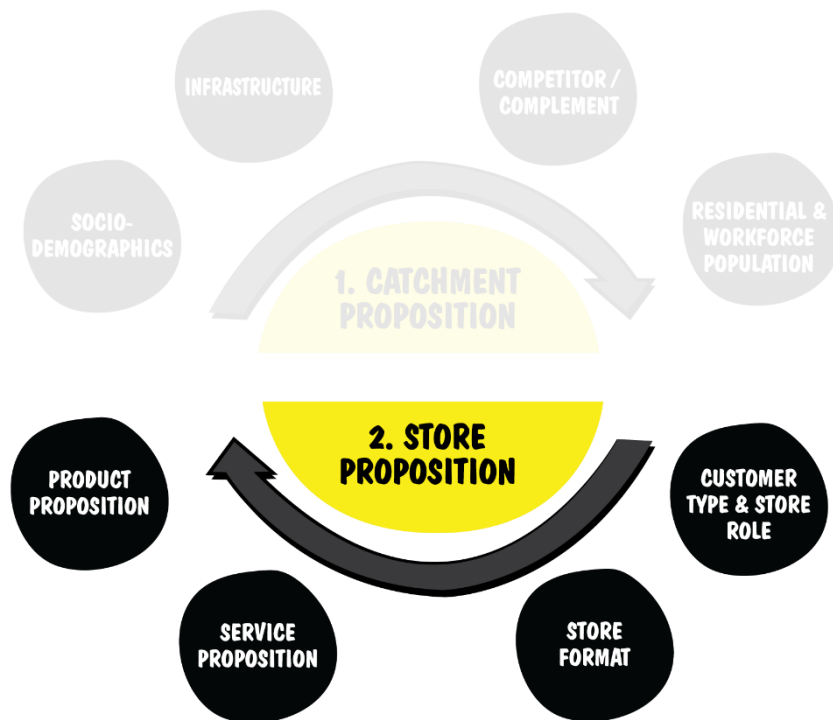 INFRASTRUCTURE
COMPETITOR /
COMPLEMENT
SOCIO-
DEMOGRAPHICS
RESIDENTIAL &
WORKFORCE
POPULATION
1. CATCHMENT
PROPOSITION
2. STORE
PROPOSITION
PRODUCT
PROPOSITION
CUSTOMER
TYPE & STORE
ROLE
SERVICE
PROPOSITION
STORE
FORMAT